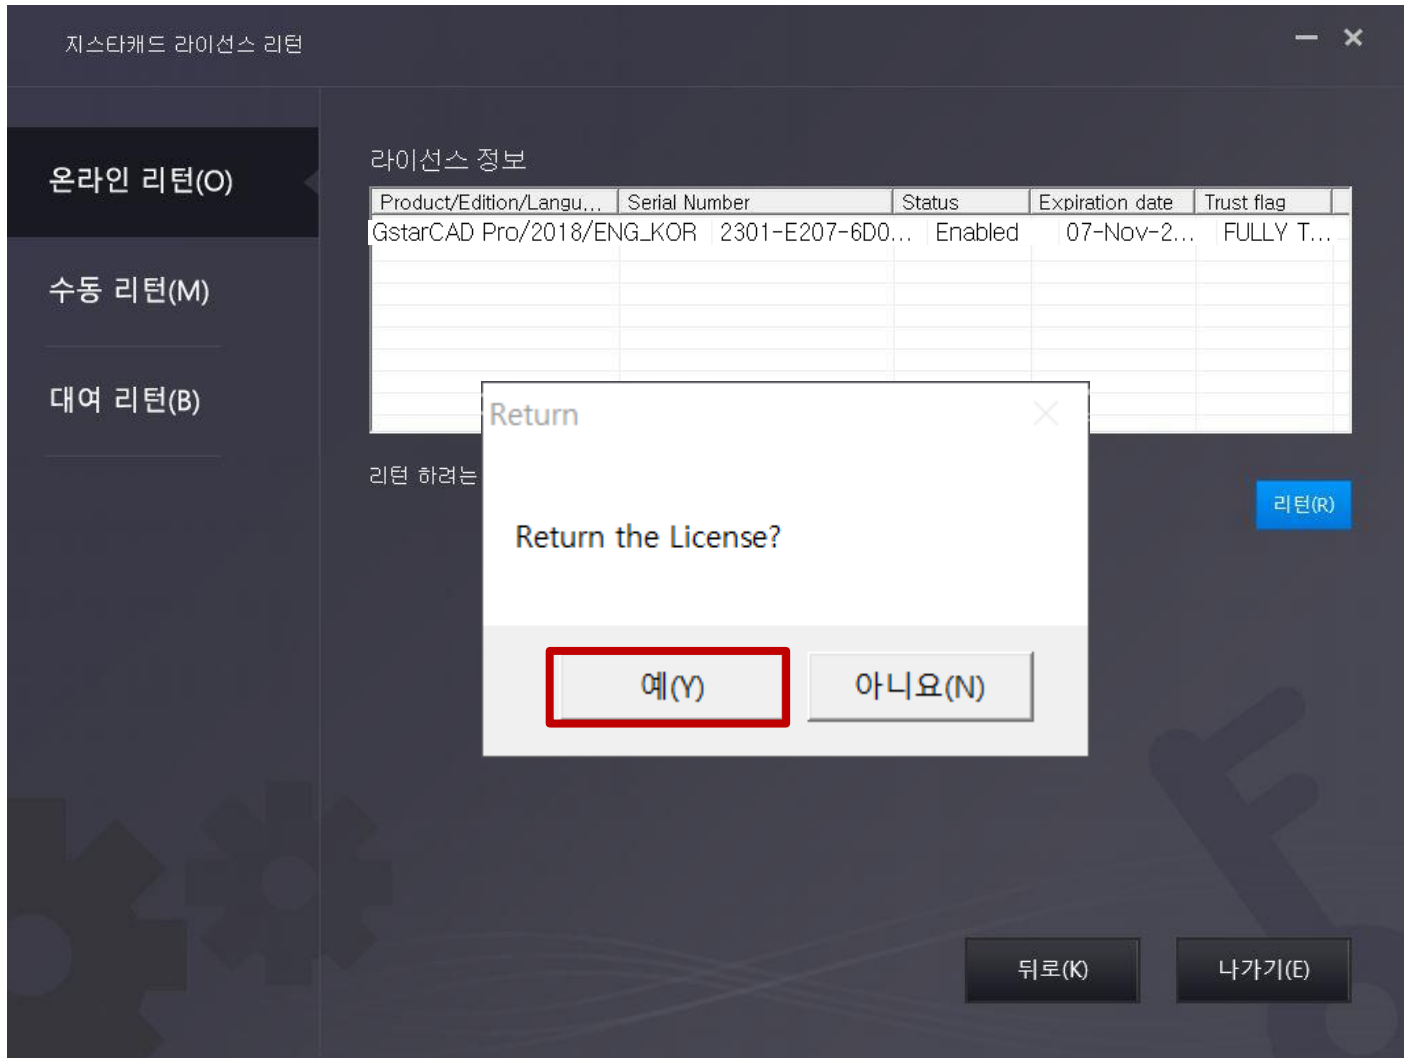 지스타캐드 라이선스 리턴
온라인 리턴(O)
수동 리턴(M)
대여 리턴(B)
라이선스 정보
Product/Edition/Langu... Serial Number Status Expiration date Trust flag
GstarCAD Pro/2018/ENG_KOR 2301-E207-6D0... Enabled 07-Nov-2... FULLY T...
리턴 하려는
리턴(R)
Return
Return the License?
예(Y) 아니요(N)
뒤로(K) 나가기(E)